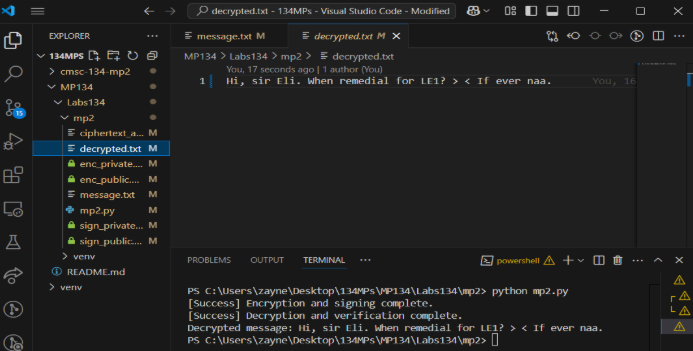 decrypted.txt - 134MPs - Visual Studio Code - Modified
EXPLORER
134MPS
cmsc-134-mp2
MP134
Labs134
mp2
ciphertext_a... M
decrypted.txt M
enc_private.... M
enc_public.... M
message.txt M
mp2.py M
sign_private... M
sign_public.... M
venv
README.md
venv
15
message.txt M
decrypted.txt M
MP134 > Labs134 > mp2 > decrypted.txt
You, 17 seconds ago | 1 author (You)
1 Hi, sir Eli. When remedial for LE1? > < If ever naa. You, 16
PROBLEMS OUTPUT TERMINAL ...
powershell
PS C:\Users\zayne\Desktop\134MPs\MP134\Labs134\mp2> python mp2.py
[Success] Encryption and signing complete.
[Success] Decryption and verification complete.
Decrypted message: Hi, sir Eli. When remedial for LE1? > < If ever naa.
PS C:\Users\zayne\Desktop\134MPs\MP134\Labs134\mp2>